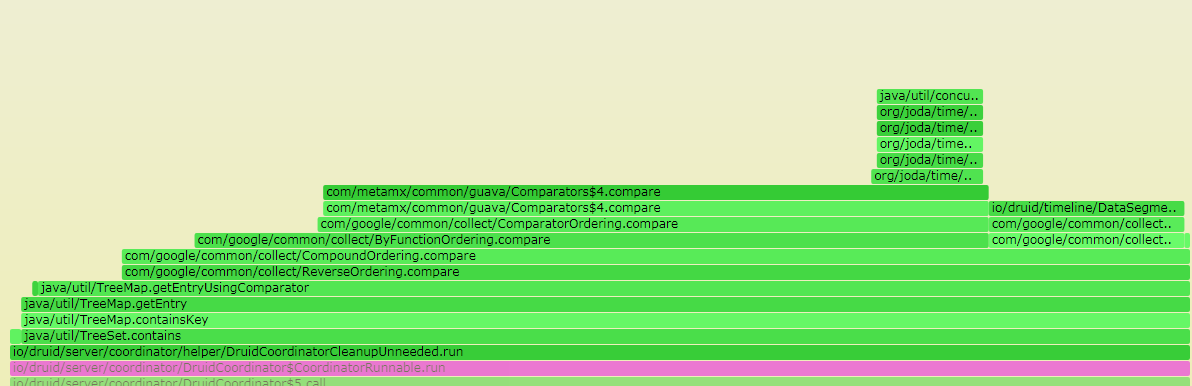 java/util/concu..
org/joda/time/..
org/joda/time/..
org/joda/time..
org/joda/time/..
org/joda/time/..
com/metamx/common/guava/Comparators$4.compare
com/metamx/common/guava/Comparators$4.compare io/druid/timeline/DataSegme..
com/google/common/collect/ComparatorOrdering.compare com/google/common/collect..
com/google/common/collect/ByFunctionOrdering.compare com/google/common/collect..
com/google/common/collect/CompoundOrdering.compare
com/google/common/collect/ReverseOrdering.compare
java/util/TreeMap.getEntryUsingComparator
java/util/TreeMap.getEntry
java/util/TreeMap.containsKey
java/util/TreeSet.contains
io/druid/server/coordinator/helper/DruidCoordinatorCleanupUnneeded.run
io/druid/server/coordinator/DruidCoordinator$CoordinatorRunnable.run
io/druid/server/coordinator/DruidCoordinator$5.call